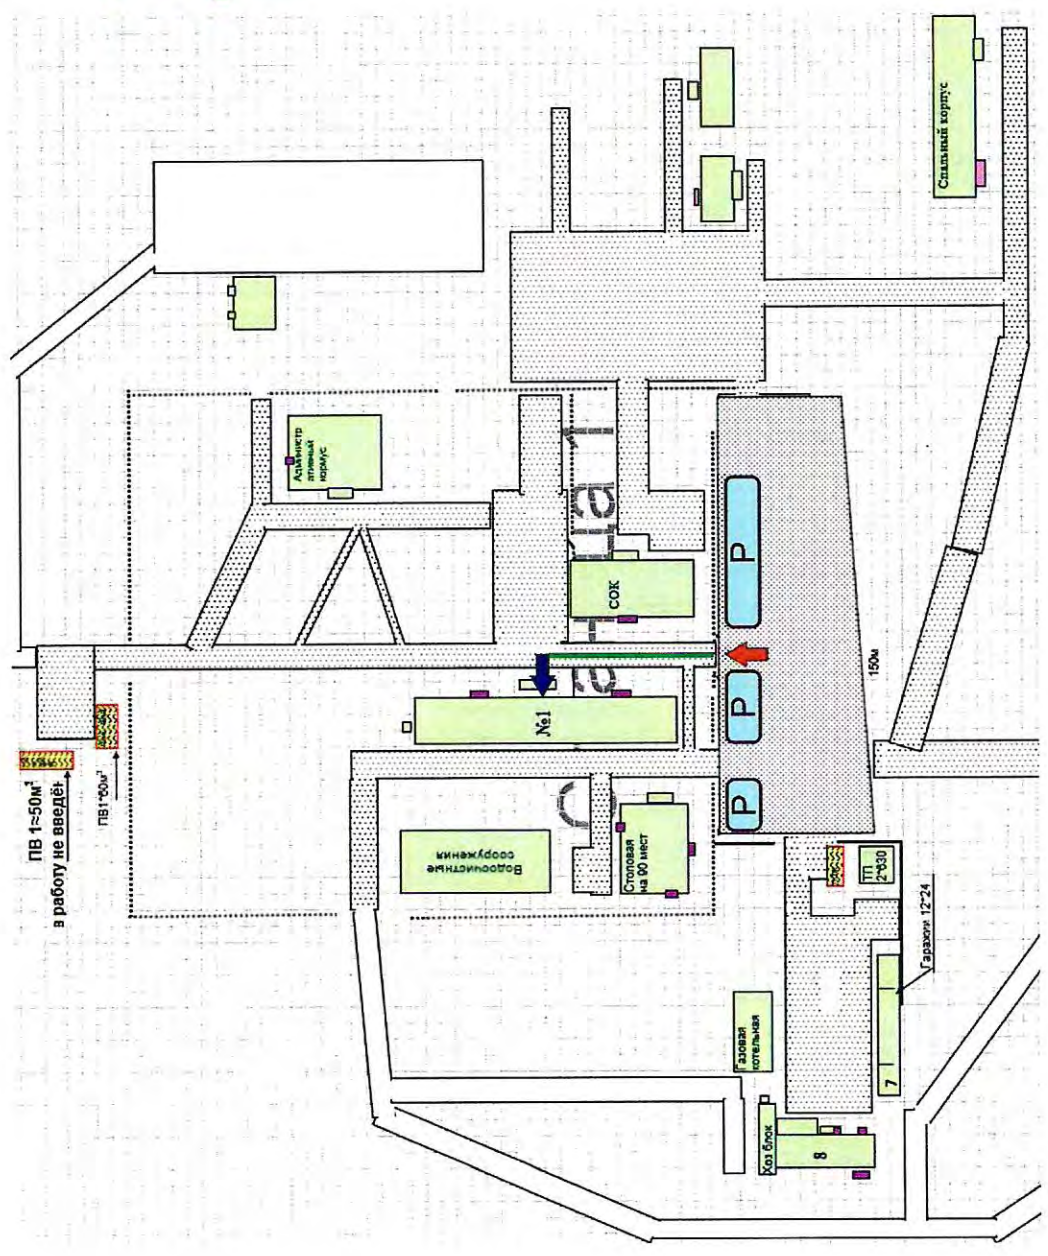 Спальный корпус
Администр
ативный
корпус
СОК
Р
Р
Р
150м
№1
ПВ 1=50м³
в работу не введён
ПВ1*60м³
Водоочистные
сооружения
Столовая
на 90 мест
ТП
2*630
Гаражи 12*24
Газовая
котельная
7
Хоз блок
8